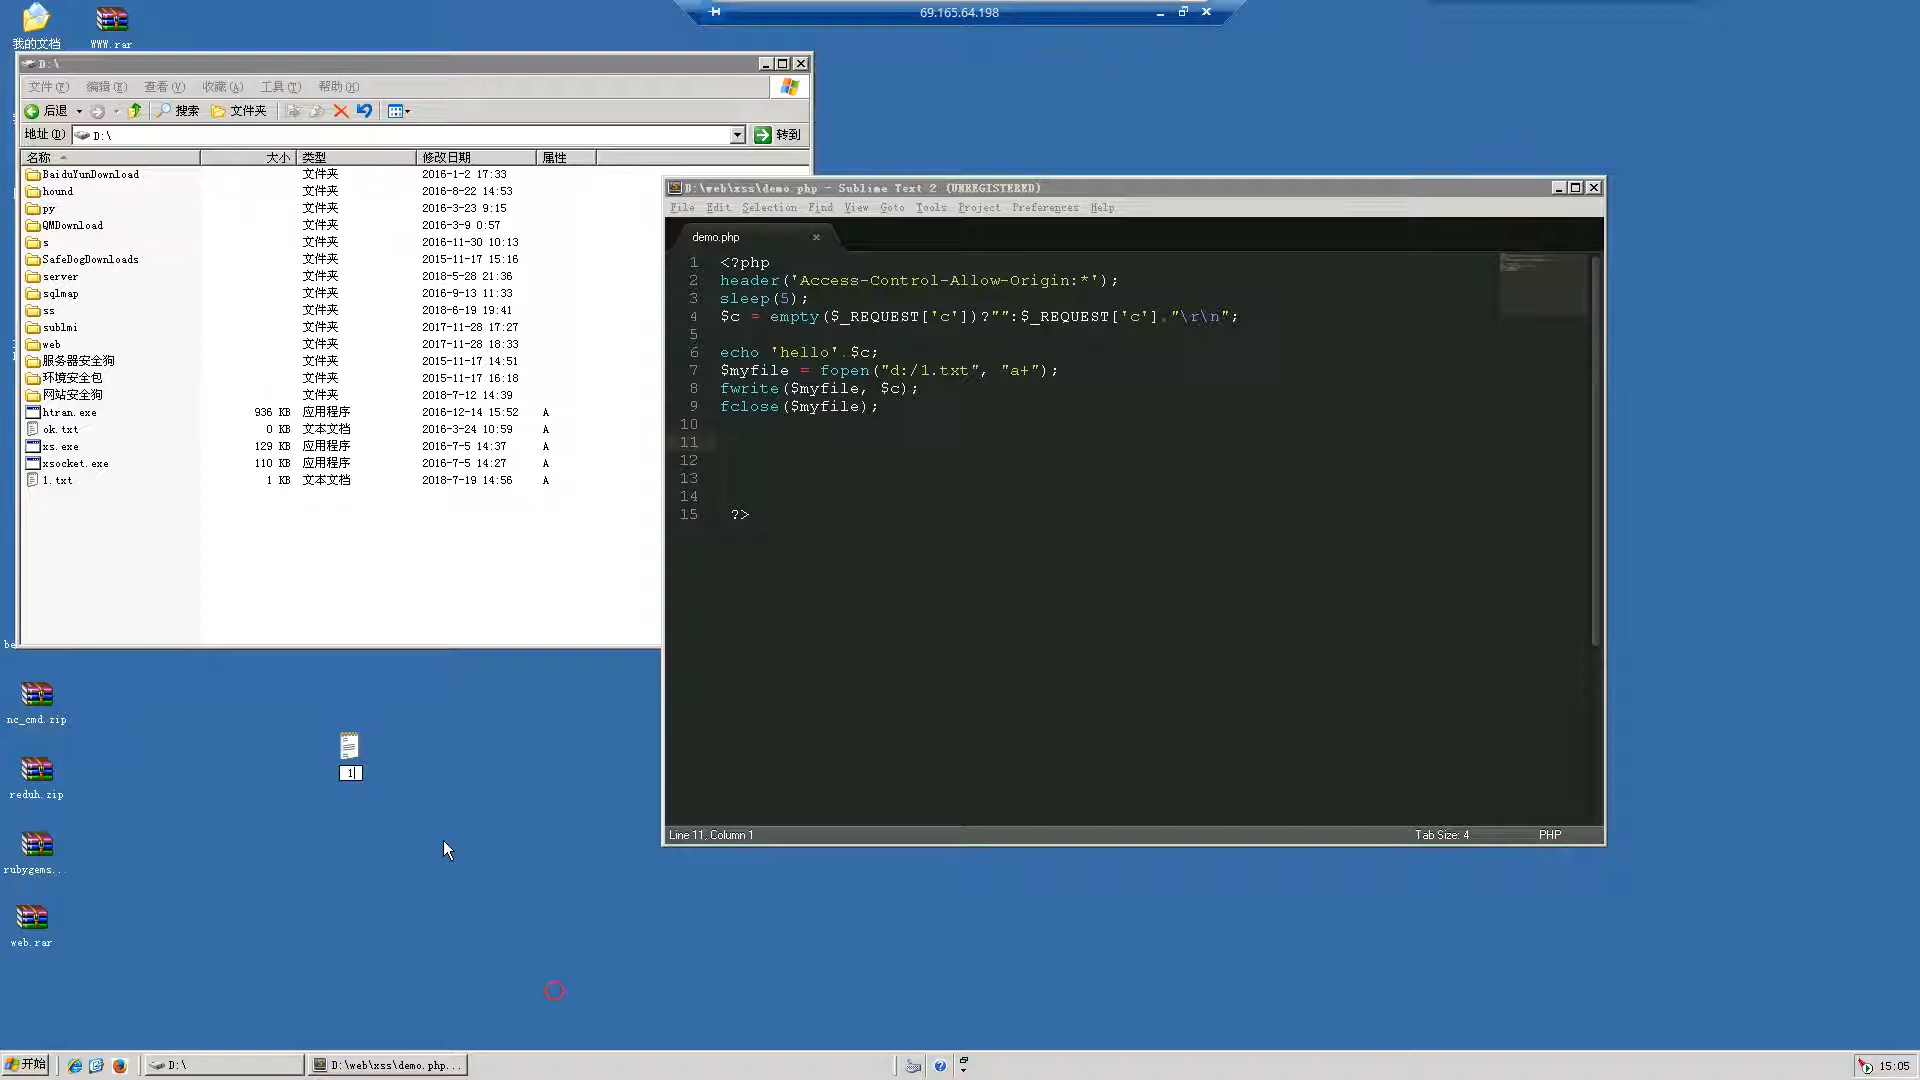 69.165.64.198
我的文档
WWW.rar
D:\
文件(F) 编辑(E) 查看(V) 收藏(A) 工具(T) 帮助(H)
后退 搜索 文件夹
地址(D) D:\ 转到
名称 大小 类型 修改日期 属性
BaiduYunDownload 文件夹 2016-1-2 17:33
hound 文件夹 2016-8-22 14:53
py 文件夹 2016-3-23 9:15
QMDownload 文件夹 2016-3-9 0:57
s 文件夹 2016-11-30 10:13
SafeDogDownloads 文件夹 2015-11-17 15:16
server 文件夹 2018-5-28 21:36
sqlmap 文件夹 2016-9-13 11:33
ss 文件夹 2018-6-19 19:41
sublmi 文件夹 2017-11-28 17:27
web 文件夹 2017-11-28 18:33
服务器安全狗 文件夹 2015-11-17 14:51
环境安全包 文件夹 2015-11-17 16:18
网站安全狗 文件夹 2018-7-12 14:39
htran.exe 936 KB 应用程序 2016-12-14 15:52 A
ok.txt 0 KB 文本文档 2016-3-24 10:59 A
xs.exe 129 KB 应用程序 2016-7-5 14:37 A
xsocket.exe 110 KB 应用程序 2016-7-5 14:27 A
1.txt 1 KB 文本文档 2018-7-19 14:56 A
D:\web\xss\demo.php - Sublime Text 2 (UNREGISTERED)
File Edit Selection Find View Goto Tools Project Preferences Help
demo.php
1 <?php
2 header('Access-Control-Allow-Origin:*');
3 sleep(5);
4 $c = empty($_REQUEST['c'])?"":$_REQUEST['c']."\r\n";
5
6 echo 'hello'.$c;
7 $myfile = fopen("d:/1.txt", "a+");
8 fwrite($myfile, $c);
9 fclose($myfile);
10
11
12
13
14
15 ?>
Line 11, Column 1 Tab Size: 4 PHP
be
nc_cmd.zip
reduh.zip
rubygems...
web.rar
1
开始 D:\ D:\web\xss\demo.php... 15:05